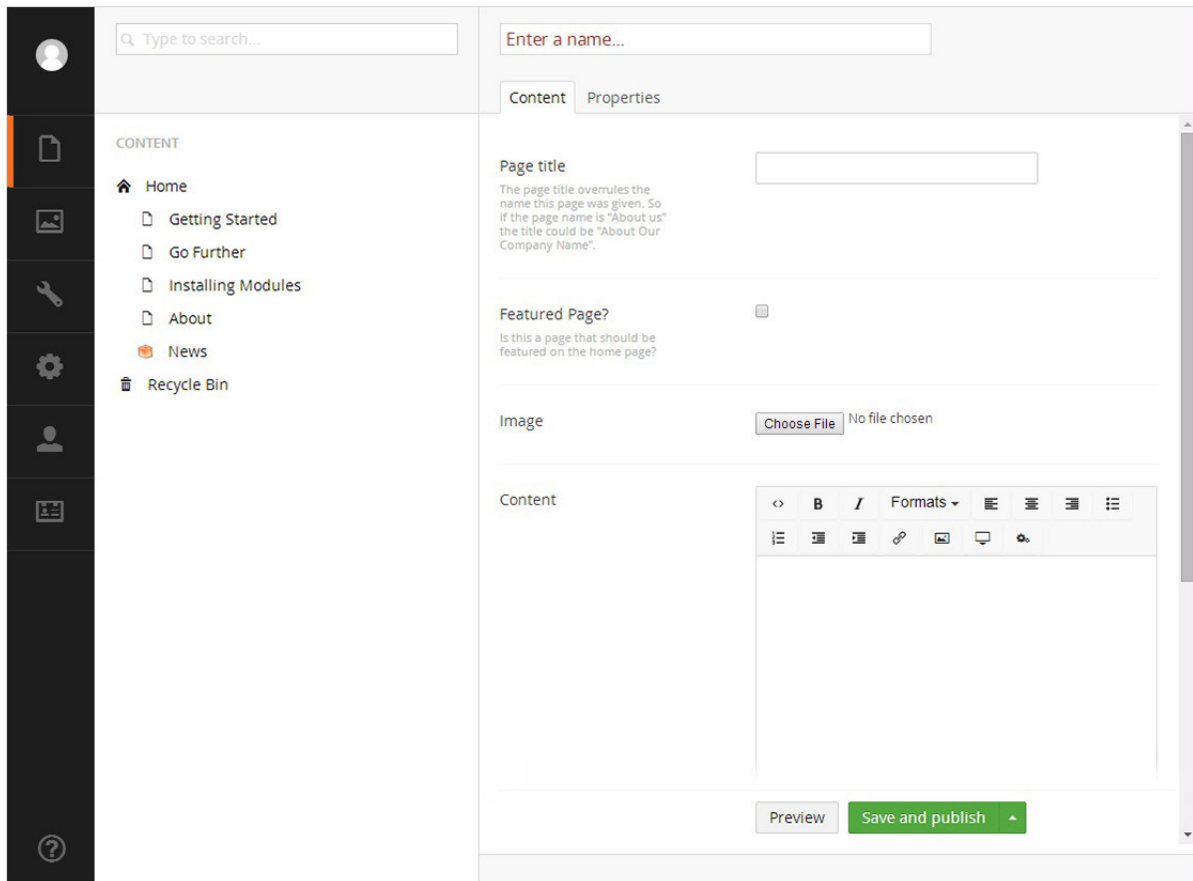 Type to search...
Enter a name...
Content Properties
CONTENT
Home
Getting Started
Go Further
Installing Modules
About
News
Recycle Bin
Page title
The page title overrules the
name this page was given. So
if the page name is "About us"
the title could be "About Our
Company Name".
Featured Page?
Is this a page that should be
featured on the home page?
Image
Choose File No file chosen
Content
B I Formats
Preview Save and publish